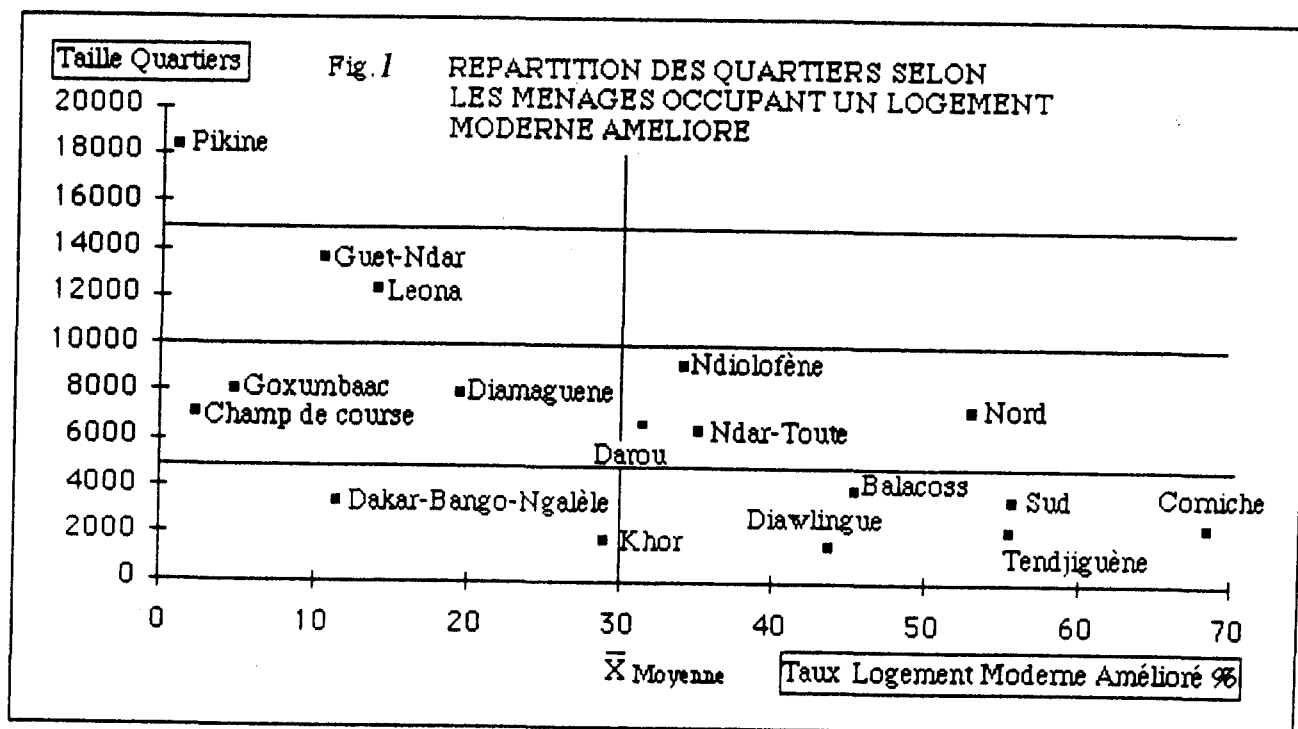 Taille Quartiers
Fig. 1 REPARTITION DES QUARTIERS SELON
LES MENAGES OCCUPANT UN LOGEMENT
MODERNE AMELIORE
20000
18000
16000
14000
12000
10000
8000
6000
4000
2000
0
Pikine
Guet-Ndar
Leona
Ndiolofène
Goxumbaac
Diamaguene
Champ de course
Nord
Ndar-Toute
Darou
Dakar-Bango-Ngalèle
Balacoss
Sud
Corniche
Diawlingue
Khor
Tendjiguène
0 10 20 30 40 50 60 70
X̅ Moyenne
Taux Logement Moderne Amélioré %